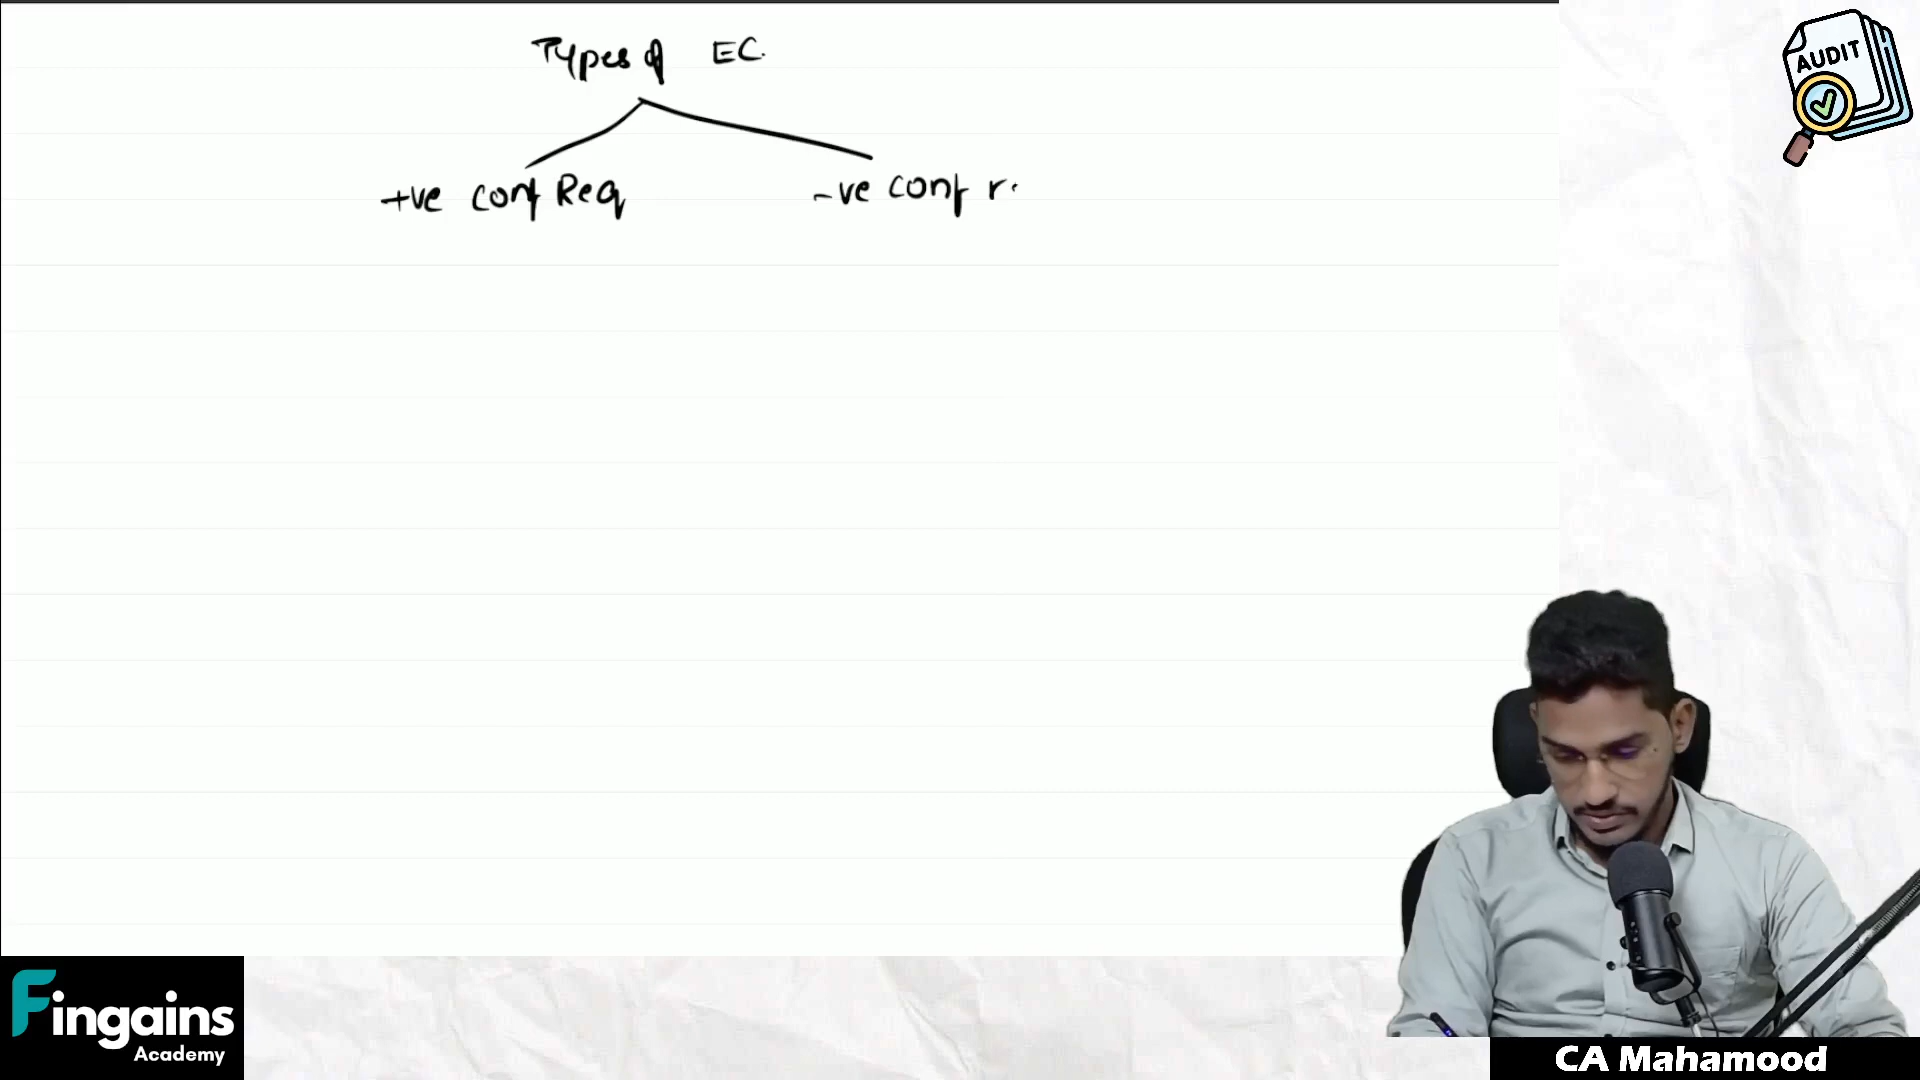 Types of EC.
+ve conf Req
-ve conf r.
AUDIT
Fingains
Academy
CA Mahamood